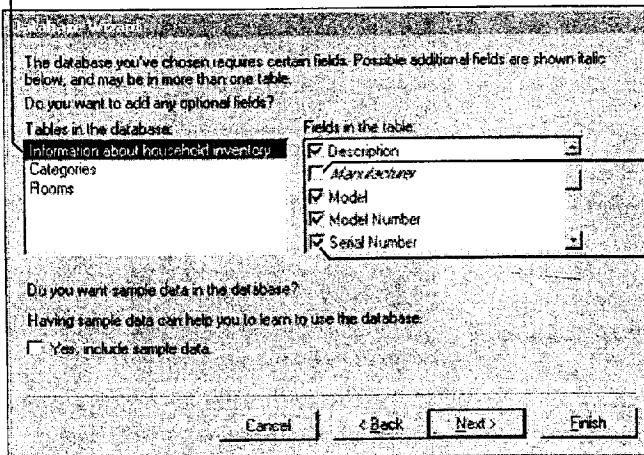 The database you've chosen requires certain fields. Possible additional fields are shown italic
below, and may be in more than one table.
Do you want to add any optional fields?
Tables in the database:
Fields in the table:
Information about household inventory
Categories
Rooms
Description
Manufacturer
Model
Model Number
Serial Number
Do you want sample data in the database?
Having sample data can help you to learn to use the database.
Yes, include sample data.
Cancel
< Back
Next >
Finish